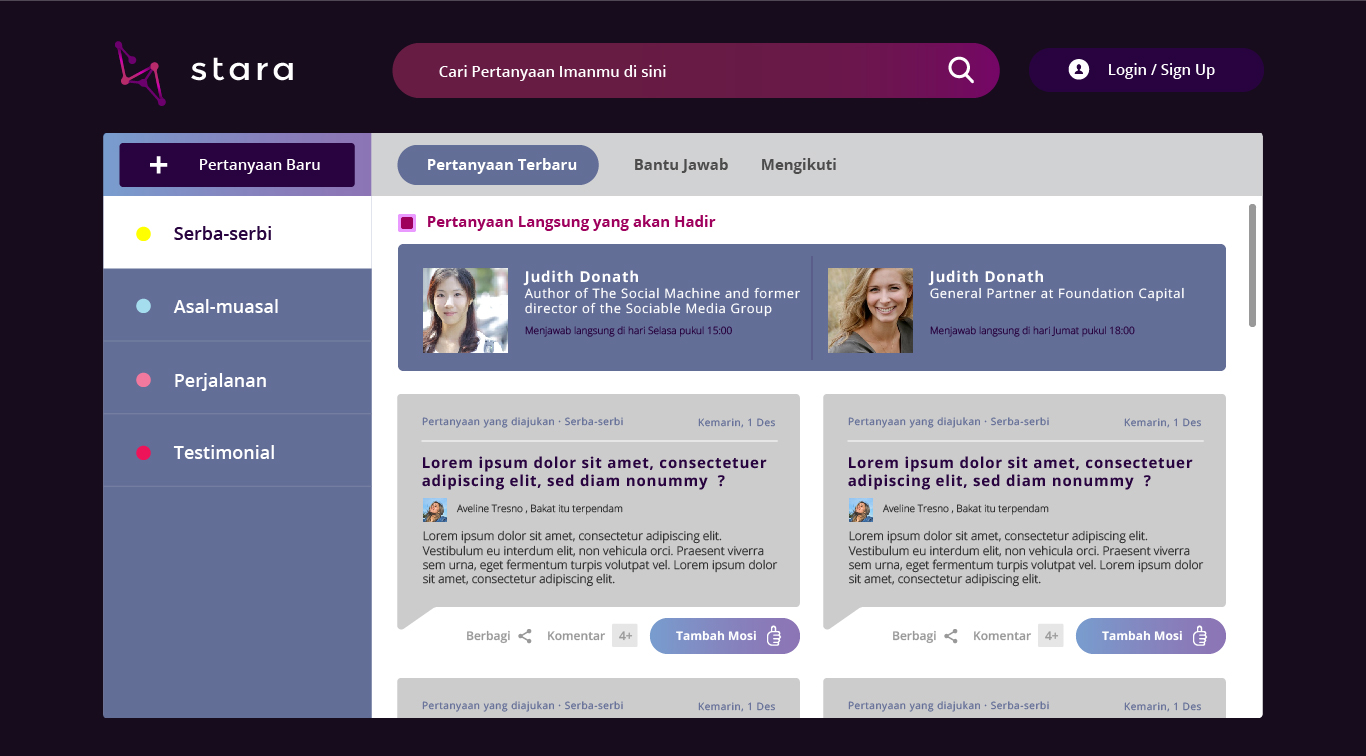 stara
Cari Pertanyaan Imanmu di sini
Login / Sign Up
Pertanyaan Baru
Serba-serbi
Asal-muasal
Perjalanan
Testimonial
Pertanyaan Terbaru
Bantu Jawab
Mengikuti
Pertanyaan Langsung yang akan Hadir
Judith Donath
Author of The Social Machine and former
director of the Sociable Media Group
Menjawab langsung di hari Selasa pukul 15:00
Judith Donath
General Partner at Foundation Capital
Menjawab langsung di hari Jumat pukul 18:00
Pertanyaan yang diajukan · Serba-serbi
Kemarin, 1 Des
Lorem ipsum dolor sit amet, consectetuer
adipiscing elit, sed diam nonummy ?
Aveline Tresno , Bakat itu terpendam
Lorem ipsum dolor sit amet, consectetur adipiscing elit.
Vestibulum eu interdum elit, non vehicula orci. Praesent viverra
sem urna, eget fermentum turpis volutpat vel. Lorem ipsum dolor
sit amet, consectetur adipiscing elit.
Berbagi
Komentar
4+
Tambah Mosi
Pertanyaan yang diajukan · Serba-serbi
Kemarin, 1 Des
Lorem ipsum dolor sit amet, consectetuer
adipiscing elit, sed diam nonummy ?
Aveline Tresno , Bakat itu terpendam
Lorem ipsum dolor sit amet, consectetur adipiscing elit.
Vestibulum eu interdum elit, non vehicula orci. Praesent viverra
sem urna, eget fermentum turpis volutpat vel. Lorem ipsum dolor
sit amet, consectetur adipiscing elit.
Berbagi
Komentar
4+
Tambah Mosi
Pertanyaan yang diajukan · Serba-serbi
Kemarin, 1 Des
Pertanyaan yang diajukan · Serba-serbi
Kemarin, 1 Des